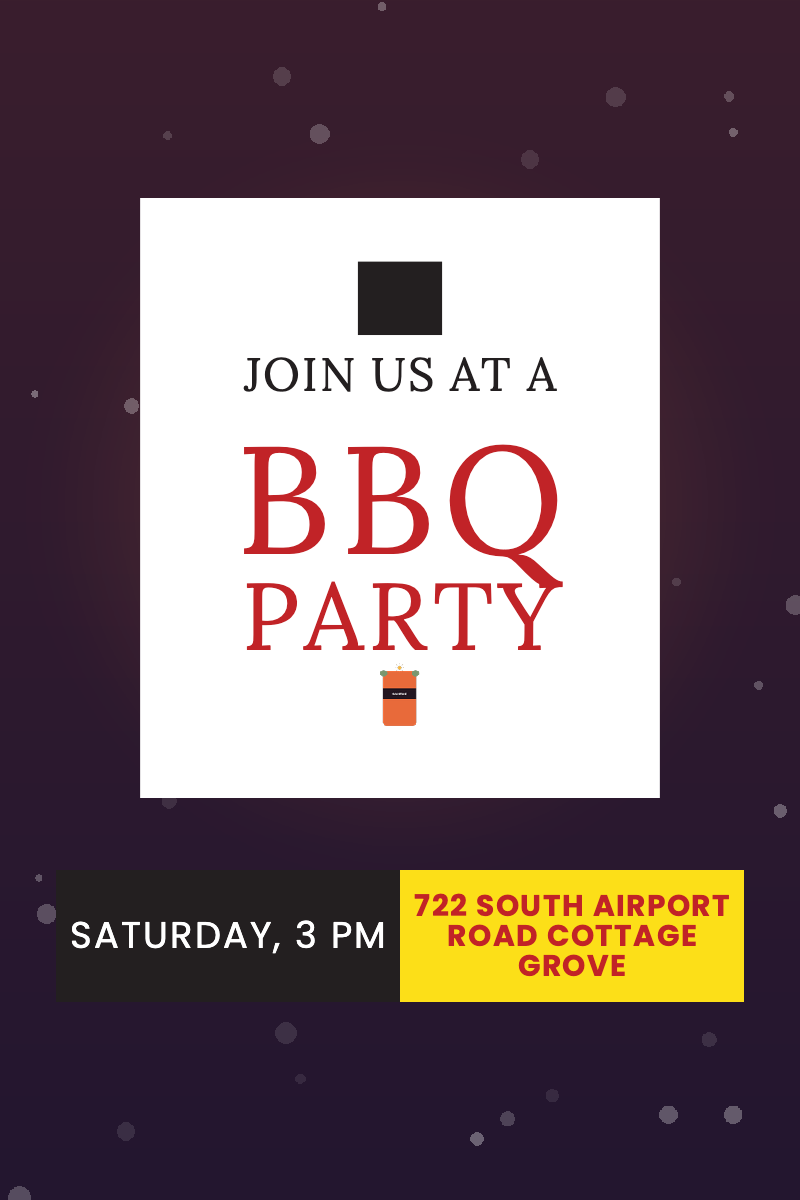 JOIN US AT A
BBQ
PARTY
SATURDAY, 3 PM
722 SOUTH AIRPORT
ROAD COTTAGE
GROVE